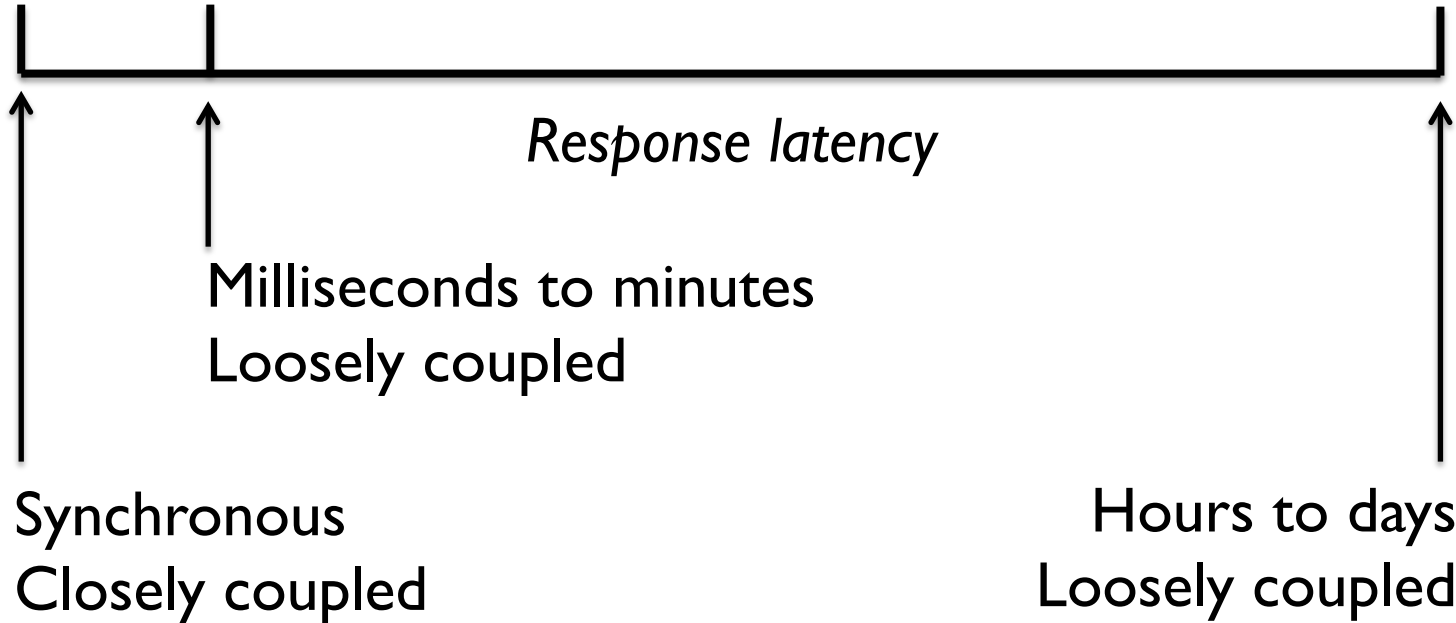 Response latency
Milliseconds to minutes
Loosely coupled
Synchronous
Closely coupled
Hours to days
Loosely coupled